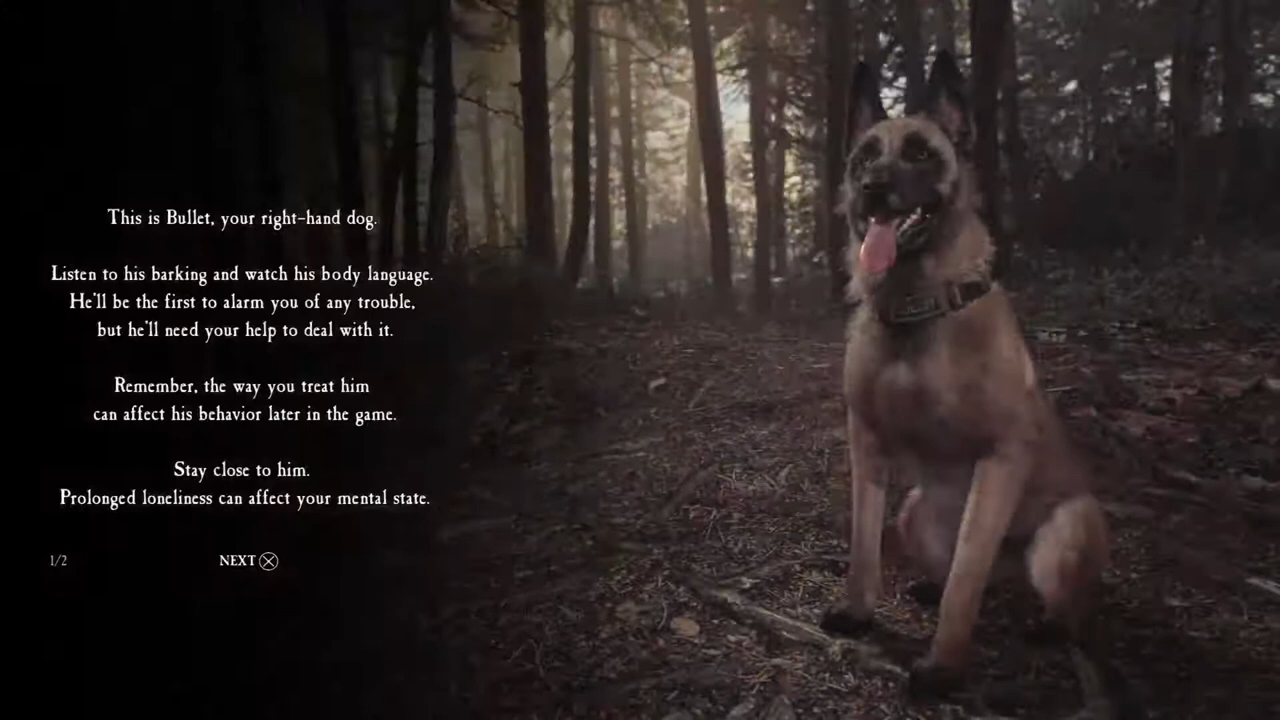 This is Bullet, your right-hand dog.
Listen to his barking and watch his body language.
He'll be the first to alarm you of any trouble,
but he'll need your help to deal with it.
Remember, the way you treat him
can affect his behavior later in the game.
Stay close to him.
Prolonged loneliness can affect your mental state.
1/2 NEXT